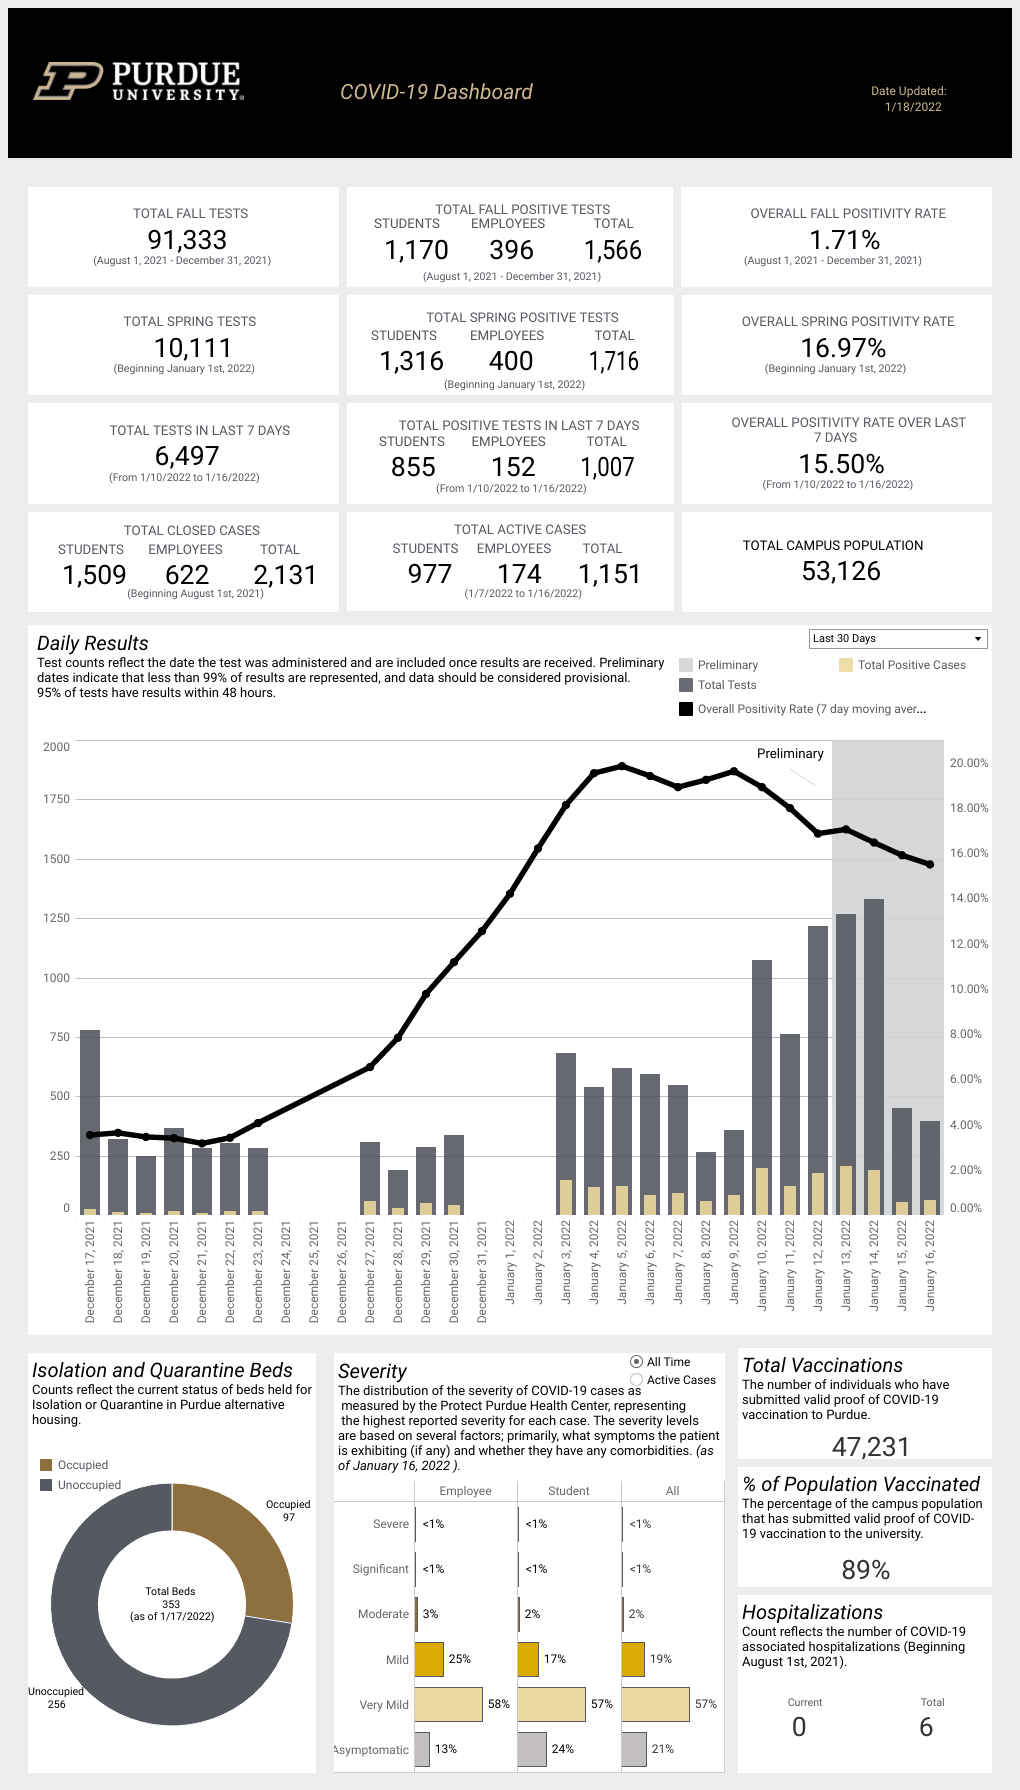 PURDUE
UNIVERSITY®
COVID-19 Dashboard
Date Updated:
1/18/2022
TOTAL FALL TESTS
91,333
(August 1, 2021 - December 31, 2021)
TOTAL FALL POSITIVE TESTS
STUDENTS EMPLOYEES TOTAL
1,170 396 1,566
(August 1, 2021 - December 31, 2021)
OVERALL FALL POSITIVITY RATE
1.71%
(August 1, 2021 - December 31, 2021)
TOTAL SPRING TESTS
10,111
(Beginning January 1st, 2022)
TOTAL SPRING POSITIVE TESTS
STUDENTS EMPLOYEES TOTAL
1,316 400 1,716
(Beginning January 1st, 2022)
OVERALL SPRING POSITIVITY RATE
16.97%
(Beginning January 1st, 2022)
TOTAL TESTS IN LAST 7 DAYS
6,497
(From 1/10/2022 to 1/16/2022)
TOTAL POSITIVE TESTS IN LAST 7 DAYS
STUDENTS EMPLOYEES TOTAL
855 152 1,007
(From 1/10/2022 to 1/16/2022)
OVERALL POSITIVITY RATE OVER LAST
7 DAYS
15.50%
(From 1/10/2022 to 1/16/2022)
TOTAL CLOSED CASES
STUDENTS EMPLOYEES TOTAL
1,509 622 2,131
(Beginning August 1st, 2021)
TOTAL ACTIVE CASES
STUDENTS EMPLOYEES TOTAL
977 174 1,151
(1/7/2022 to 1/16/2022)
TOTAL CAMPUS POPULATION
53,126
Daily Results
Test counts reflect the date the test was administered and are included once results are received. Preliminary
dates indicate that less than 99% of results are represented, and data should be considered provisional.
95% of tests have results within 48 hours.
Last 30 Days
Preliminary
Total Positive Cases
Total Tests
Overall Positivity Rate (7 day moving aver...
Preliminary
2000
1750
1500
1250
1000
750
500
250
0
20.00%
18.00%
16.00%
14.00%
12.00%
10.00%
8.00%
6.00%
4.00%
2.00%
0.00%
December 17, 2021
December 18, 2021
December 19, 2021
December 20, 2021
December 21, 2021
December 22, 2021
December 23, 2021
December 24, 2021
December 25, 2021
December 26, 2021
December 27, 2021
December 28, 2021
December 29, 2021
December 30, 2021
December 31, 2021
January 1, 2022
January 2, 2022
January 3, 2022
January 4, 2022
January 5, 2022
January 6, 2022
January 7, 2022
January 8, 2022
January 9, 2022
January 10, 2022
January 11, 2022
January 12, 2022
January 13, 2022
January 14, 2022
January 15, 2022
January 16, 2022
Isolation and Quarantine Beds
Counts reflect the current status of beds held for
Isolation or Quarantine in Purdue alternative
housing.
Occupied
Unoccupied
Occupied
97
Total Beds
353
(as of 1/17/2022)
Unoccupied
256
Severity
All Time
Active Cases
The distribution of the severity of COVID-19 cases as
measured by the Protect Purdue Health Center, representing
the highest reported severity for each case. The severity levels
are based on several factors; primarily, what symptoms the patient
is exhibiting (if any) and whether they have any comorbidities. (as
of January 16, 2022 ).
Employee Student All
Severe <1% <1% <1%
Significant <1% <1% <1%
Moderate 3% 2% 2%
Mild 25% 17% 19%
Very Mild 58% 57% 57%
Asymptomatic 13% 24% 21%
Total Vaccinations
The number of individuals who have
submitted valid proof of COVID-19
vaccination to Purdue.
47,231
% of Population Vaccinated
The percentage of the campus population
that has submitted valid proof of COVID-
19 vaccination to the university.
89%
Hospitalizations
Count reflects the number of COVID-19
associated hospitalizations (Beginning
August 1st, 2021).
Current Total
0 6